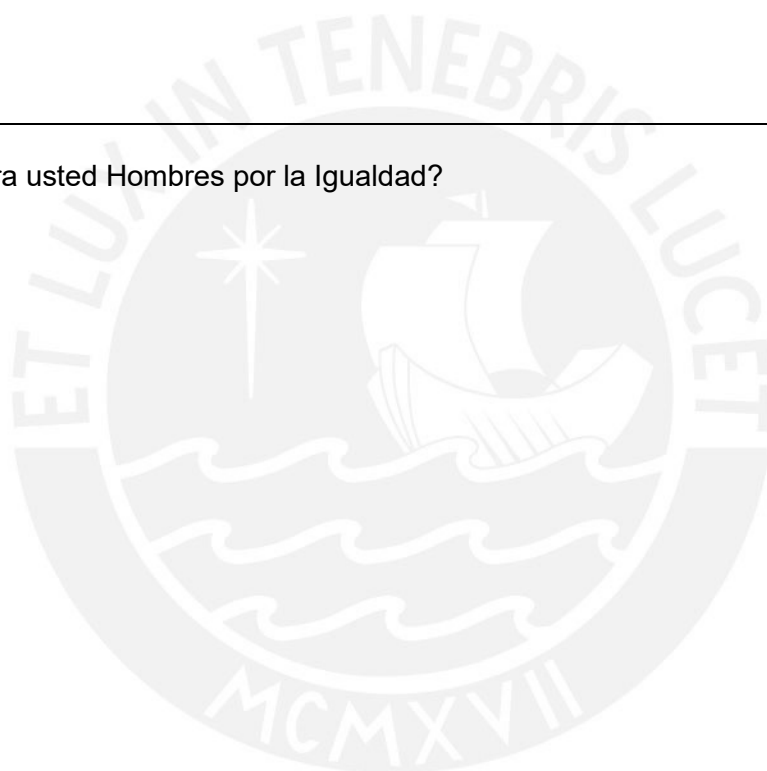 ra usted Hombres por la Igualdad?
ET LUX IN TENEBRIS LUCET
MCMXVII